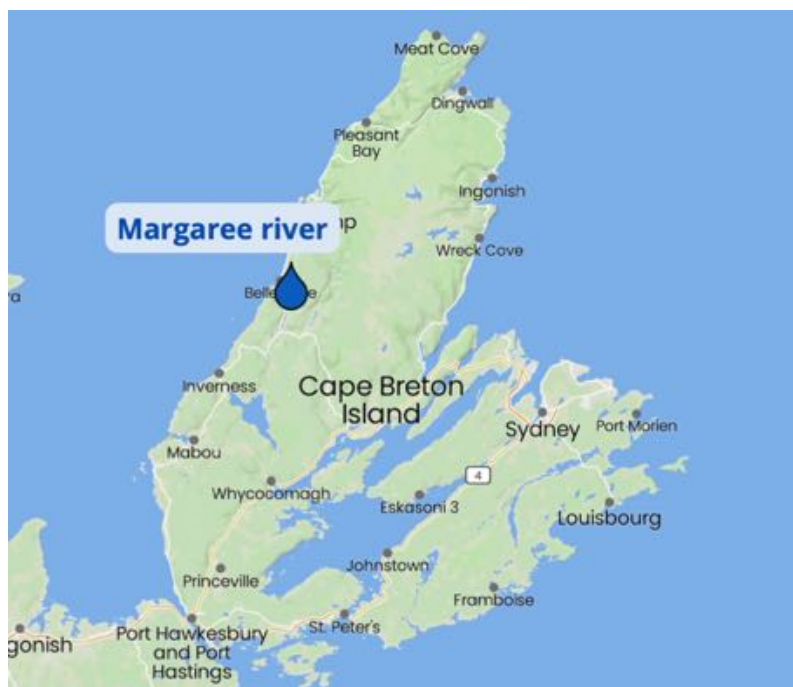 Meat Cove
Dingwall
Pleasant
Bay
Ingonish
Margaree river
Wreck Cove
Cape Breton
Island
Inverness
Sydney
Port Morien
Mabou
4
Whycocomagh
Eskasoni 3
Louisbourg
Johnstown
Princeville
Framboise
St. Peter's
gonish
Port Hawkesbury
and Port
Hastings